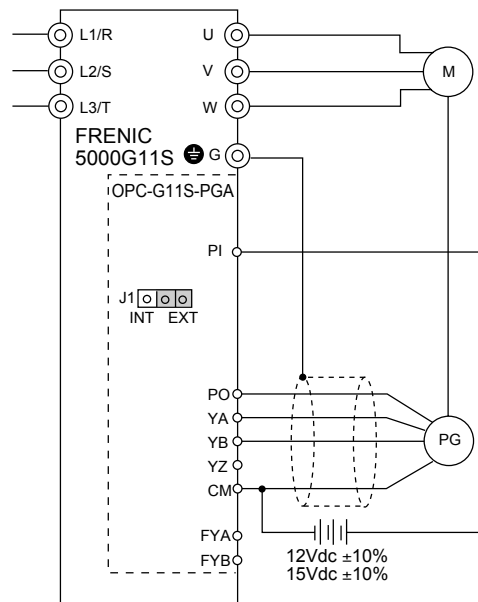 L1/R
U
L2/S
V
M
L3/T
W
FRENIC
5000G11S
G
OPC-G11S-PGA
PI
J1
INT EXT
PO
YA
YB
PG
YZ
CM
FYA
12Vdc ±10%
FYB
15Vdc ±10%